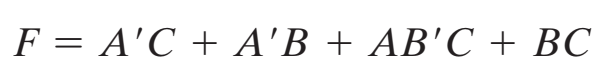 F = A'C + A'B + AB'C + BC